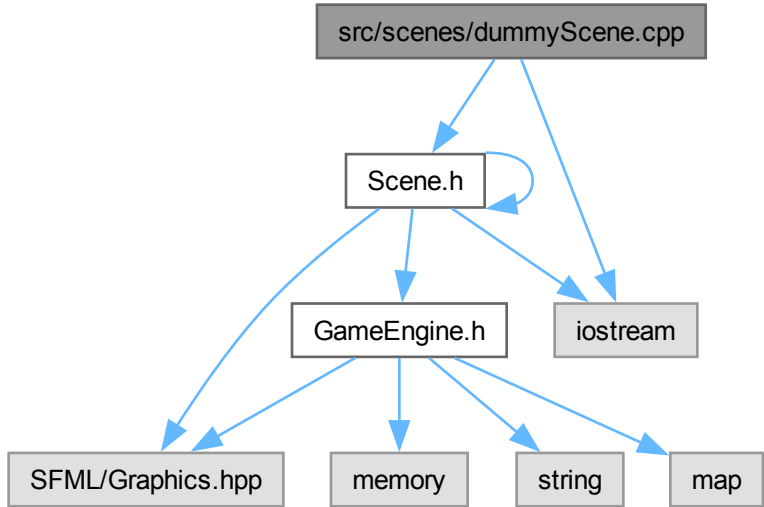 src/scenes/dummyScene.cpp
Scene.h
GameEngine.h
iostream
SFML/Graphics.hpp
memory
string
map